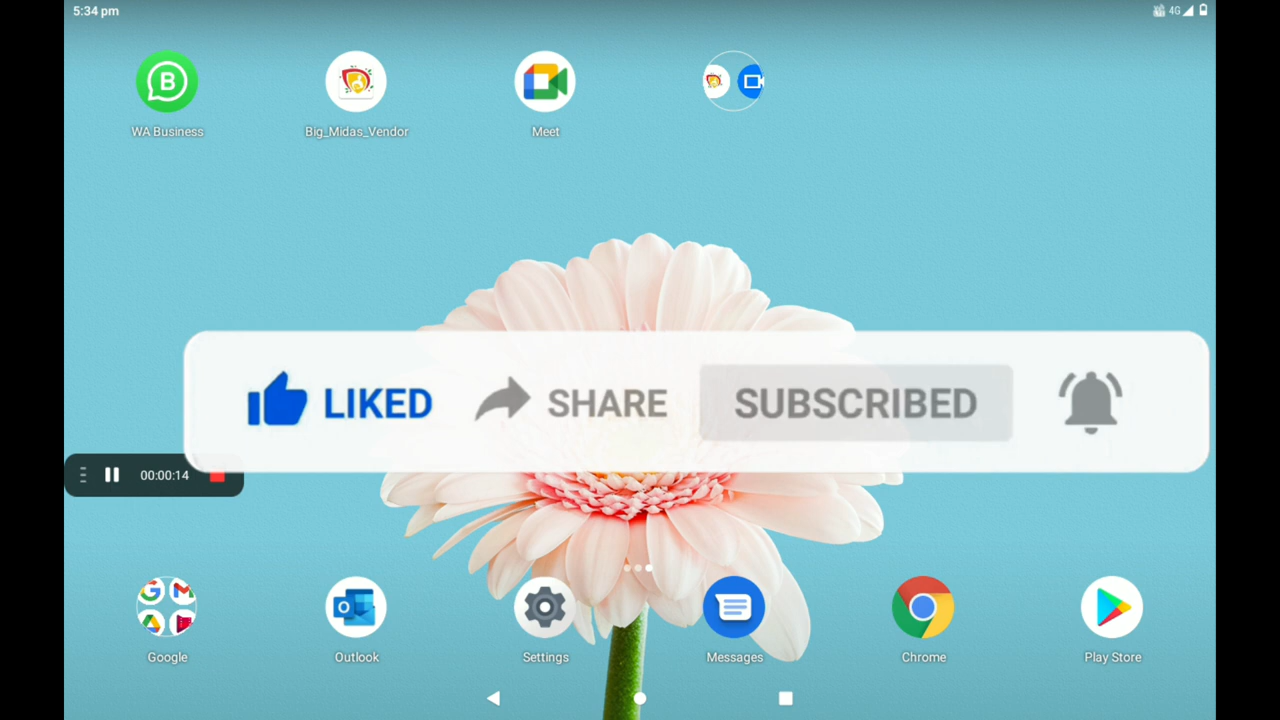 5:34 pm
4G
WA Business
Big_Midas_Vendor
Meet
LIKED
SHARE
SUBSCRIBED
00:00:14
Google
Outlook
Settings
Messages
Chrome
Play Store